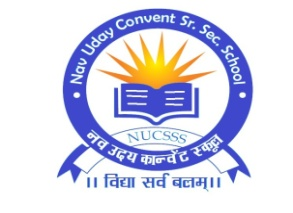 • Nav Uday Convent Sr. Sec. School •
NUCSSS
नव उदय कान्वेंट स्कूल
।। विद्या सर्व बलम्।।